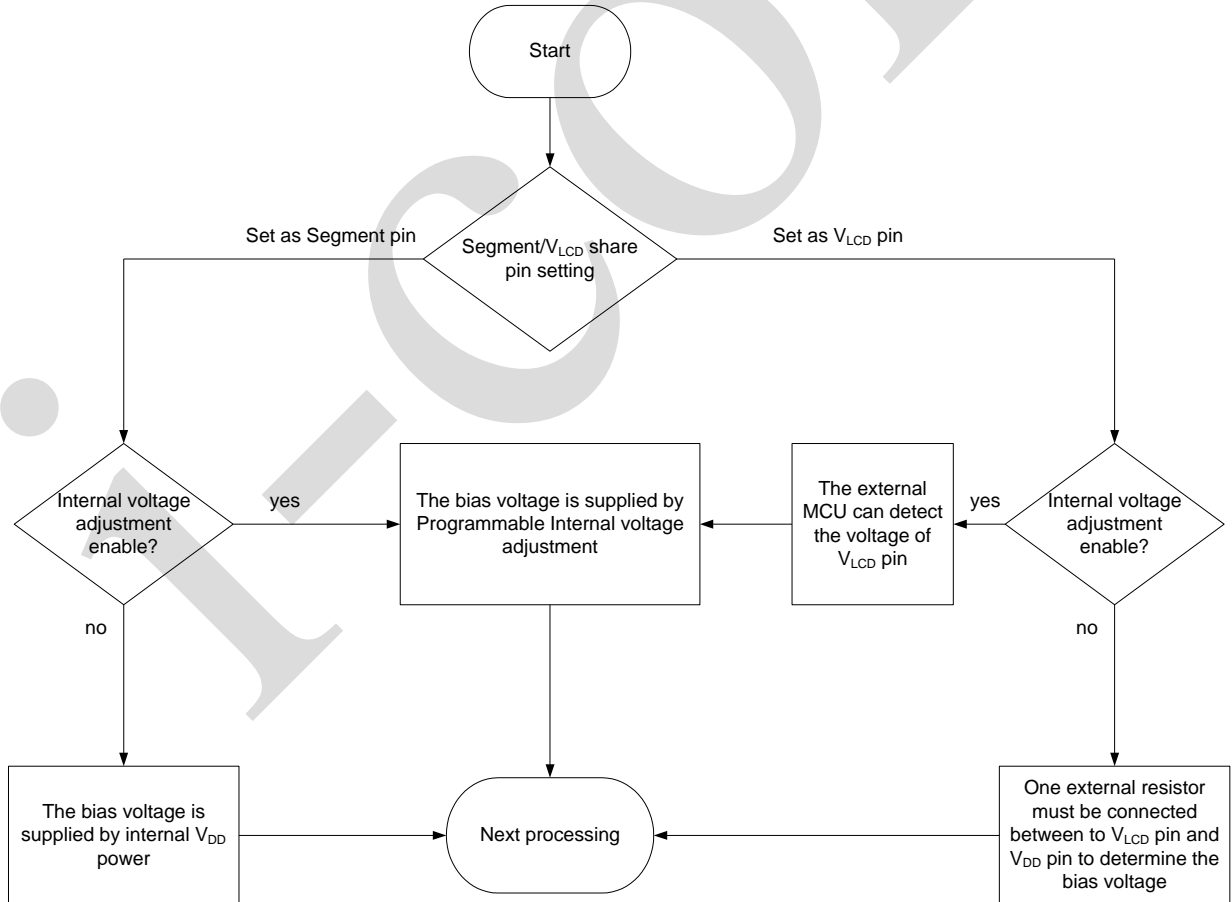 Start
Set as Segment pin
Segment/VLCD share
pin setting
Set as VLCD pin
Internal voltage
adjustment
enable?
yes
The bias voltage is supplied by
Programmable Internal voltage
adjustment
The external
MCU can detect
the voltage of
VLCD pin
yes
Internal voltage
adjustment
enable?
no
no
The bias voltage is
supplied by internal VDD
power
Next processing
One external resistor
must be connected
between to VLCD pin and
VDD pin to determine the
bias voltage